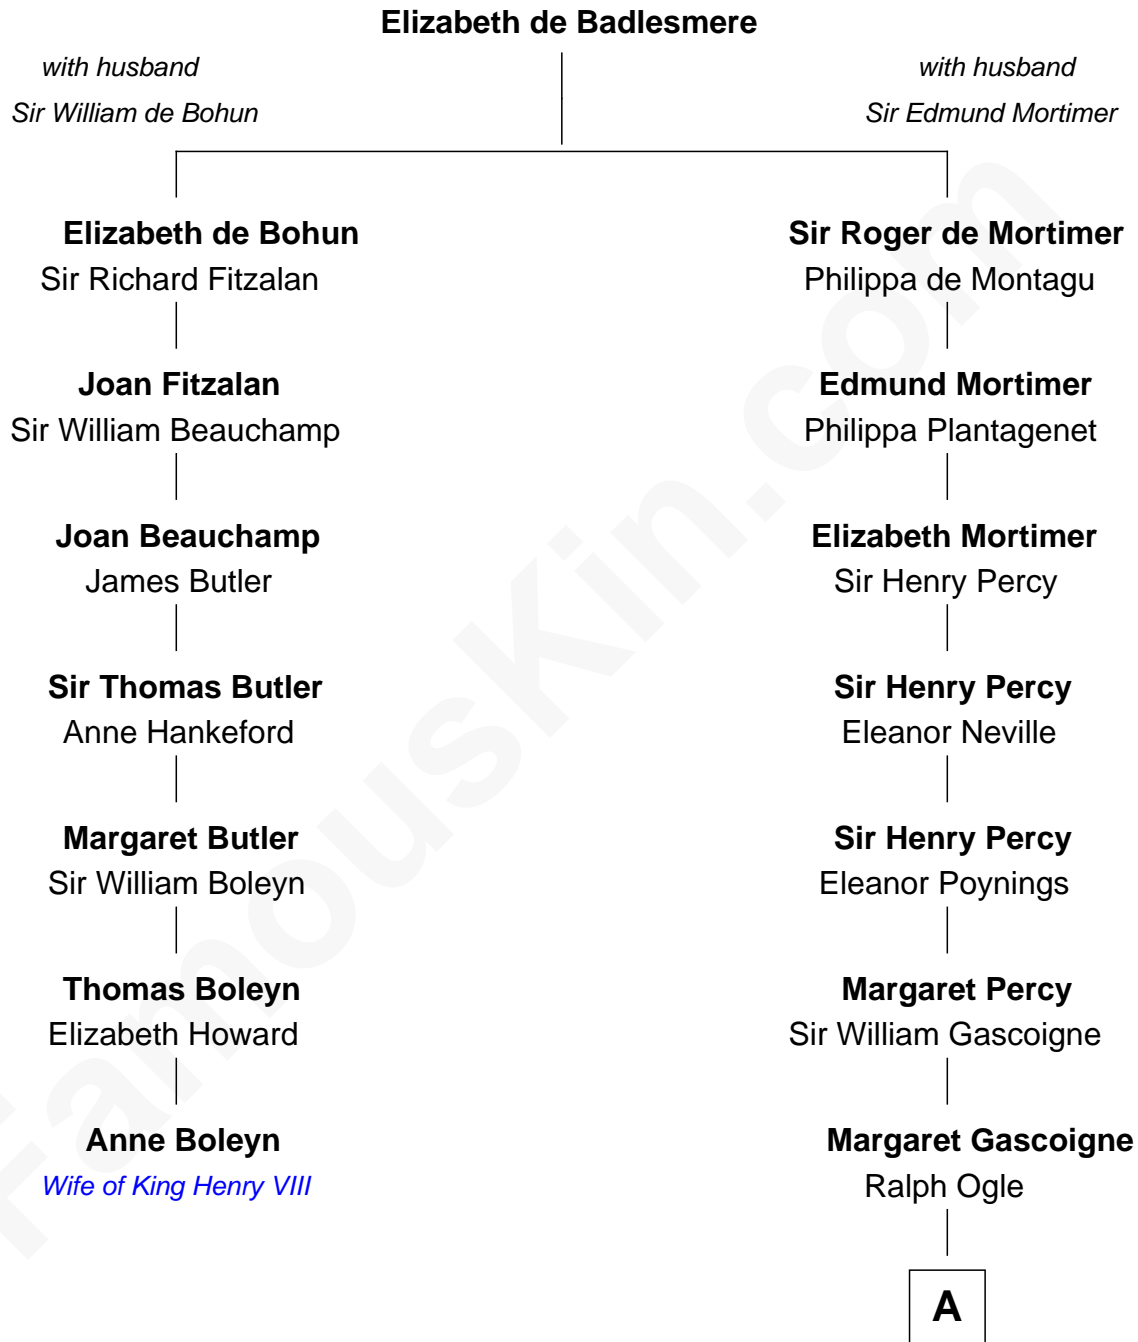 Elizabeth de Badlesmere
with husband
Sir William de Bohun
with husband
Sir Edmund Mortimer
Elizabeth de Bohun
Sir Richard Fitzalan
Sir Roger de Mortimer
Philippa de Montagu
Joan Fitzalan
Sir William Beauchamp
Edmund Mortimer
Philippa Plantagenet
Joan Beauchamp
James Butler
Elizabeth Mortimer
Sir Henry Percy
Sir Thomas Butler
Anne Hankeford
Sir Henry Percy
Eleanor Neville
Margaret Butler
Sir William Boleyn
Sir Henry Percy
Eleanor Poynings
Thomas Boleyn
Elizabeth Howard
Margaret Percy
Sir William Gascoigne
Anne Boleyn
Wife of King Henry VIII
Margaret Gascoigne
Ralph Ogle
A
FamousKin.com